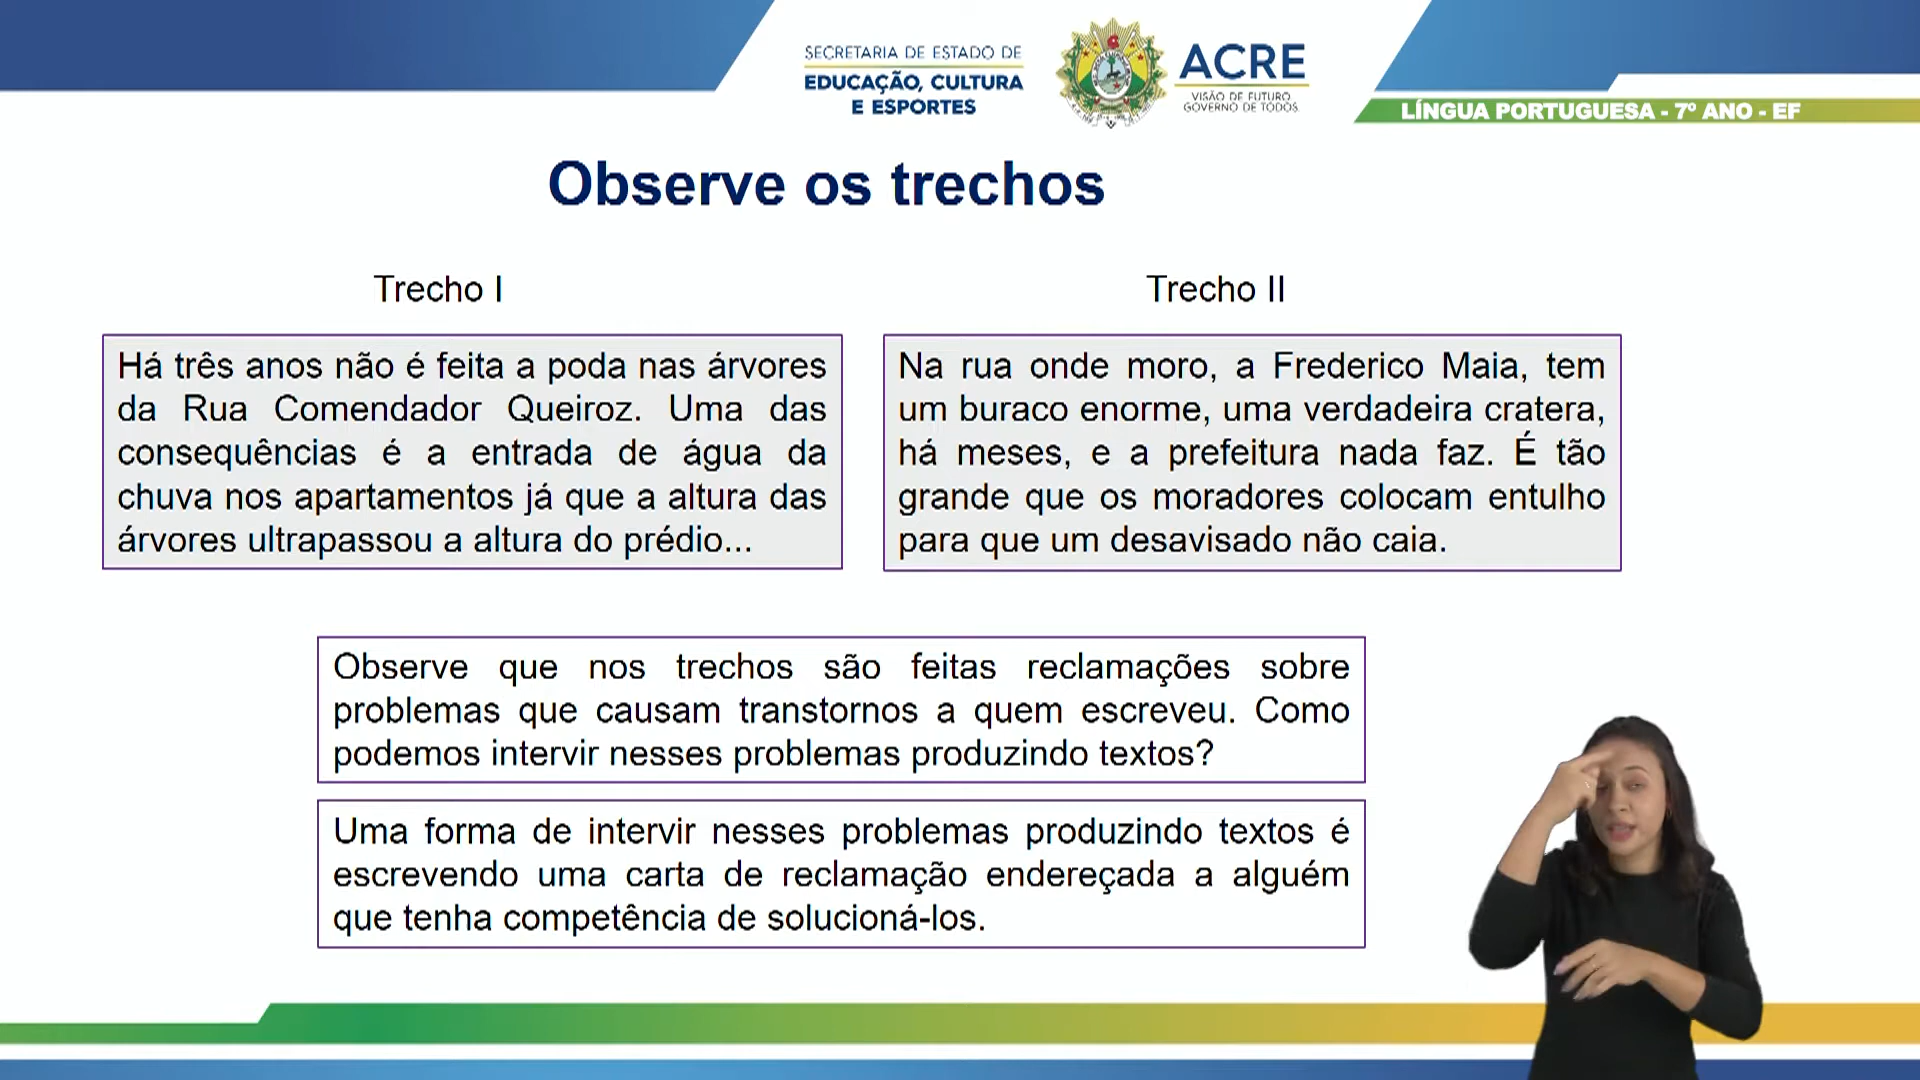 SECRETARIA DE ESTADO DE
EDUCAÇÃO, CULTURA
E ESPORTES
ACRE
VISÃO DE FUTURO
GOVERNO DE TODOS
LÍNGUA PORTUGUESA - 7º ANO - EF
Observe os trechos
Trecho I
Há três anos não é feita a poda nas árvores
da Rua Comendador Queiroz. Uma das
consequências é a entrada de água da
chuva nos apartamentos já que a altura das
árvores ultrapassou a altura do prédio...
Trecho II
Na rua onde moro, a Frederico Maia, tem
um buraco enorme, uma verdadeira cratera,
há meses, e a prefeitura nada faz. É tão
grande que os moradores colocam entulho
para que um desavisado não caia.
Observe que nos trechos são feitas reclamações sobre
problemas que causam transtornos a quem escreveu. Como
podemos intervir nesses problemas produzindo textos?
Uma forma de intervir nesses problemas produzindo textos é
escrevendo uma carta de reclamação endereçada a alguém
que tenha competência de solucioná-los.